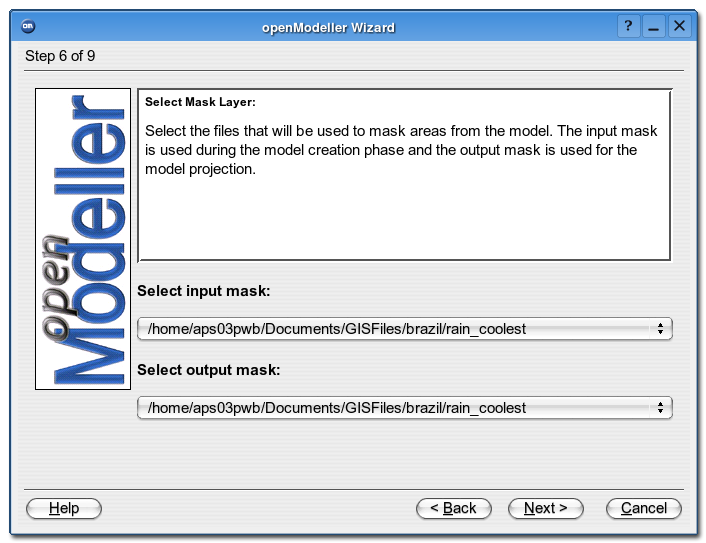 om
openModeller Wizard
?
Step 6 of 9
open
Modeller
Select Mask Layer:
Select the files that will be used to mask areas from the model. The input mask
is used during the model creation phase and the output mask is used for the
model projection.
Select input mask:
/home/aps03pwb/Documents/GISFiles/brazil/rain_coolest
Select output mask:
/home/aps03pwb/Documents/GISFiles/brazil/rain_coolest
Help
< Back
Next >
Cancel